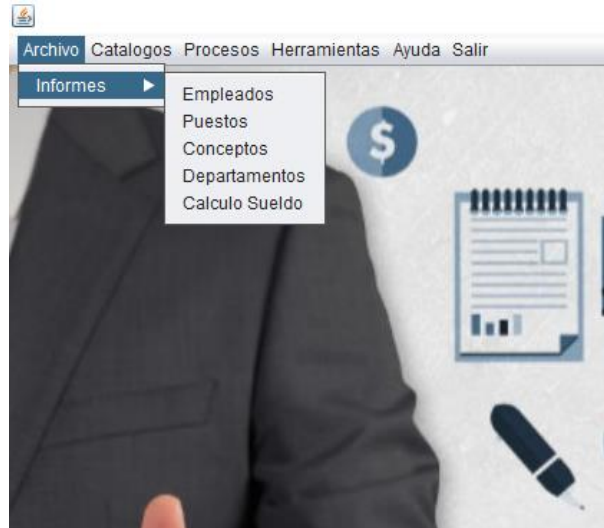 Archivo Catalogos Procesos Herramientas Ayuda Salir
Informes
Empleados
Puestos
Conceptos
Departamentos
Calculo Sueldo
$